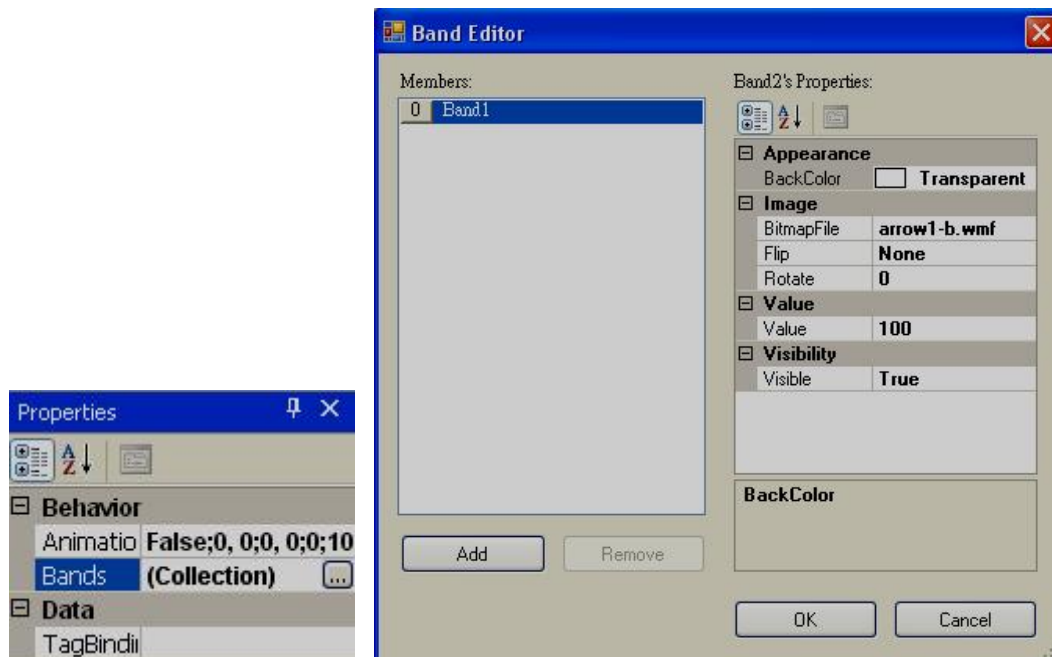 Properties
A
Z
Behavior
Animatio False;0, 0;0, 0;0;10
Bands (Collection) ...
Data
TagBindi
Band Editor
Members:
0 Band1
Add
Remove
Band2's Properties:
A
Z
Appearance
BackColor Transparent
Image
BitmapFile arrow1-b.wmf
Flip None
Rotate 0
Value
Value 100
Visibility
Visible True
BackColor
OK
Cancel